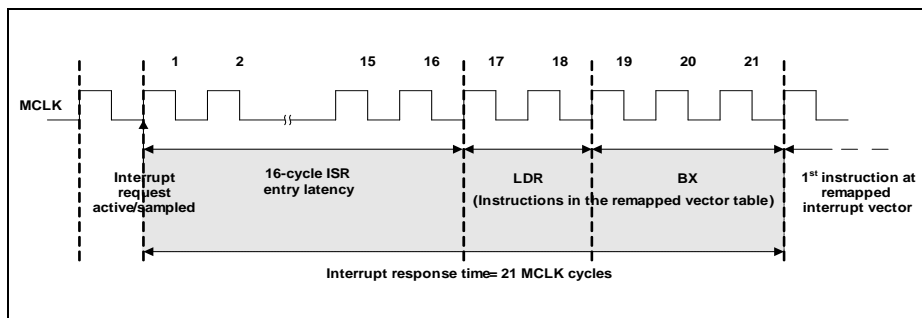 1 2 15 16 17 18 19 20 21
MCLK
Interrupt
request
active/sampled
16-cycle ISR
entry latency
LDR
BX
(Instructions in the remapped vector table)
1st instruction at
remapped
interrupt vector
Interrupt response time= 21 MCLK cycles